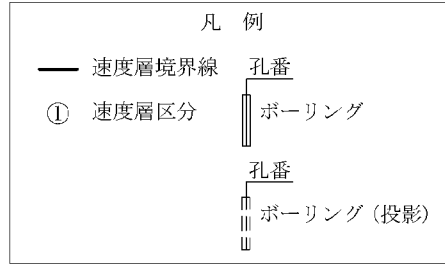 凡 例
速度層境界線
① 速度層区分
孔番
ボーリング
孔番
ボーリング (投影)